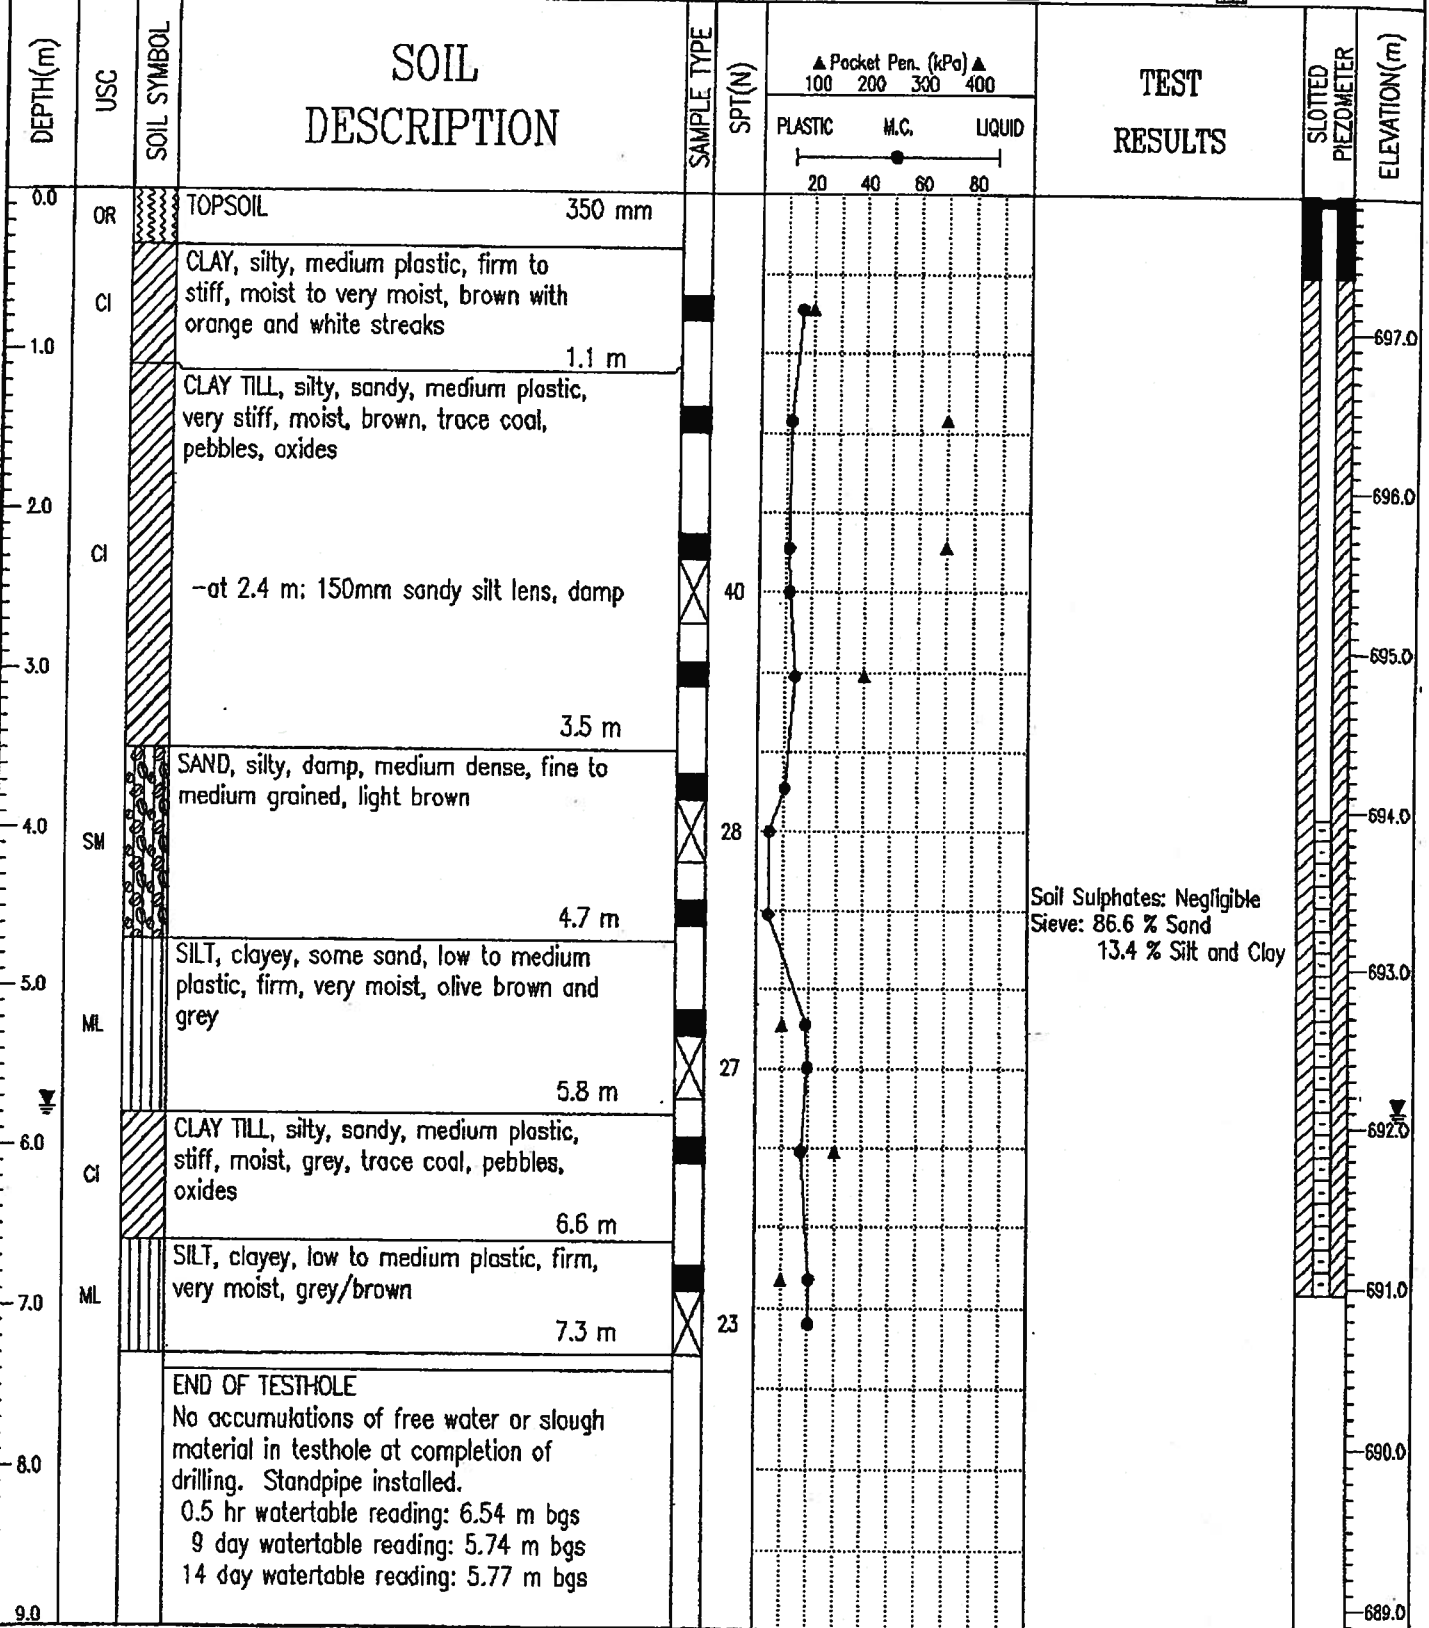 DEPTH(m)
USC
SOIL SYMBOL
SOIL
DESCRIPTION
SAMPLE TYPE
SPT(N)
▲ Pocket Pen. (kPa) ▲
100 200 300 400
PLASTIC M.C. LIQUID
20 40 60 80
TEST
RESULTS
SLOTTED
PIEZOMETER
ELEVATION(m)
0.0
OR
TOPSOIL 350 mm
CLAY, silty, medium plastic, firm to
stiff, moist to very moist, brown with
orange and white streaks
CI
1.0
1.1 m
697.0
CLAY TILL, silty, sandy, medium plastic,
very stiff, moist, brown, trace coal,
pebbles, oxides
2.0
696.0
CI
-at 2.4 m: 150mm sandy silt lens, damp
40
3.0
695.0
3.5 m
SAND, silty, damp, medium dense, fine to
medium grained, light brown
4.0
SM
28
694.0
Soil Sulphates: Negligible
Sieve: 86.6 % Sand
13.4 % Silt and Clay
4.7 m
SILT, clayey, some sand, low to medium
plastic, firm, very moist, olive brown and
grey
5.0
693.0
ML
27
5.8 m
CLAY TILL, silty, sandy, medium plastic,
stiff, moist, grey, trace coal, pebbles,
oxides
6.0
692.0
CI
6.6 m
SILT, clayey, low to medium plastic, firm,
very moist, grey/brown
7.0
ML
691.0
7.3 m
23
END OF TESTHOLE
No accumulations of free water or slough
material in testhole at completion of
drilling. Standpipe installed.
0.5 hr watertable reading: 6.54 m bgs
9 day watertable reading: 5.74 m bgs
14 day watertable reading: 5.77 m bgs
8.0
690.0
9.0
689.0